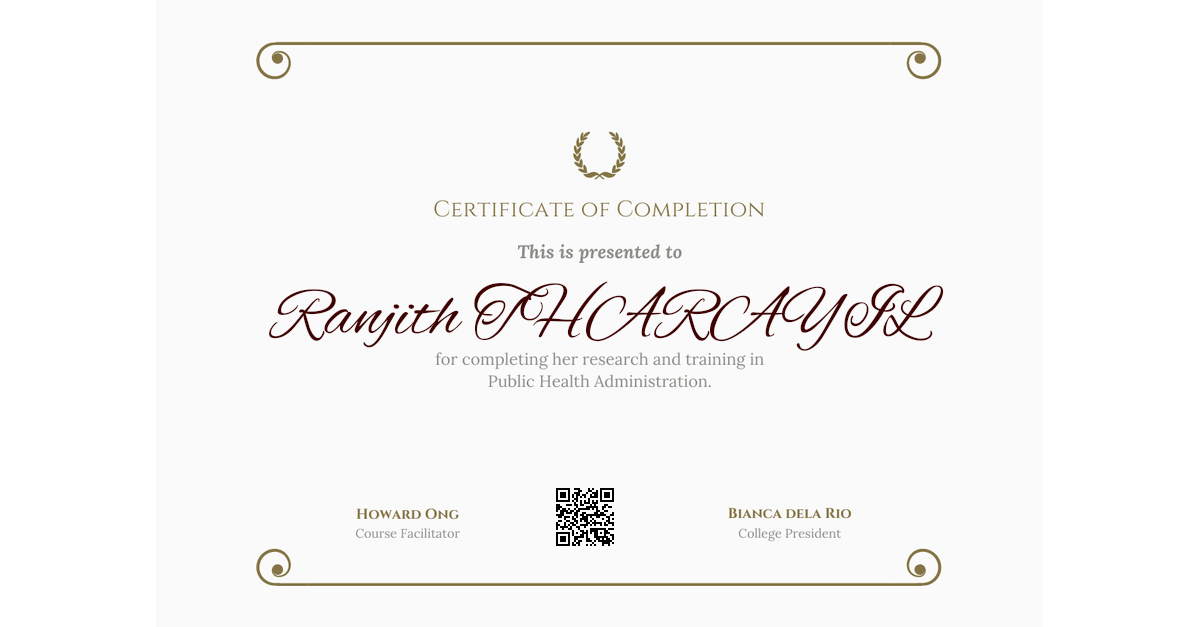 Certificate of Completion
This is presented to
Ranjith THARAYIL
for completing her research and training in
Public Health Administration.
Howard Ong
Course Facilitator
Bianca dela Rio
College President